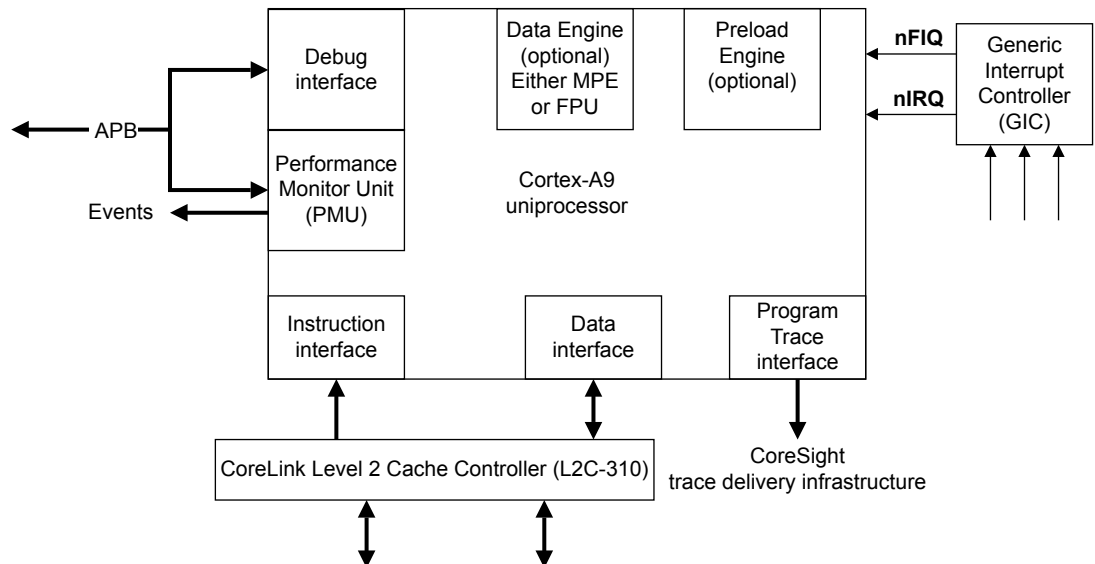 Debug
interface
Data Engine
(optional)
Either MPE
or FPU
Preload
Engine
(optional)
nFIQ
nIRQ
Generic
Interrupt
Controller
(GIC)
APB
Performance
Monitor Unit
(PMU)
Events
Cortex-A9
uniprocessor
Instruction
interface
Data
interface
Program
Trace
interface
CoreLink Level 2 Cache Controller (L2C-310)
CoreSight
trace delivery infrastructure